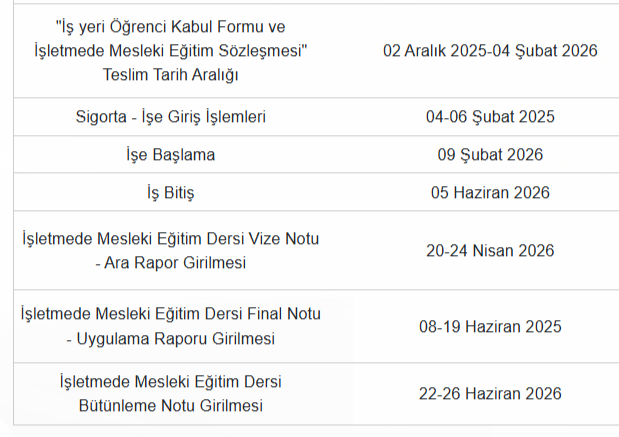 "İş yeri Öğrenci Kabul Formu ve
İşletmede Mesleki Eğitim Sözleşmesi"
Teslim Tarih Aralığı
02 Aralık 2025-04 Şubat 2026
Sigorta - İşe Giriş İşlemleri
04-06 Şubat 2025
İşe Başlama
09 Şubat 2026
İş Bitiş
05 Haziran 2026
İşletmede Mesleki Eğitim Dersi Vize Notu
- Ara Rapor Girilmesi
20-24 Nisan 2026
İşletmede Mesleki Eğitim Dersi Final Notu
- Uygulama Raporu Girilmesi
08-19 Haziran 2025
İşletmede Mesleki Eğitim Dersi
Bütünleme Notu Girilmesi
22-26 Haziran 2026